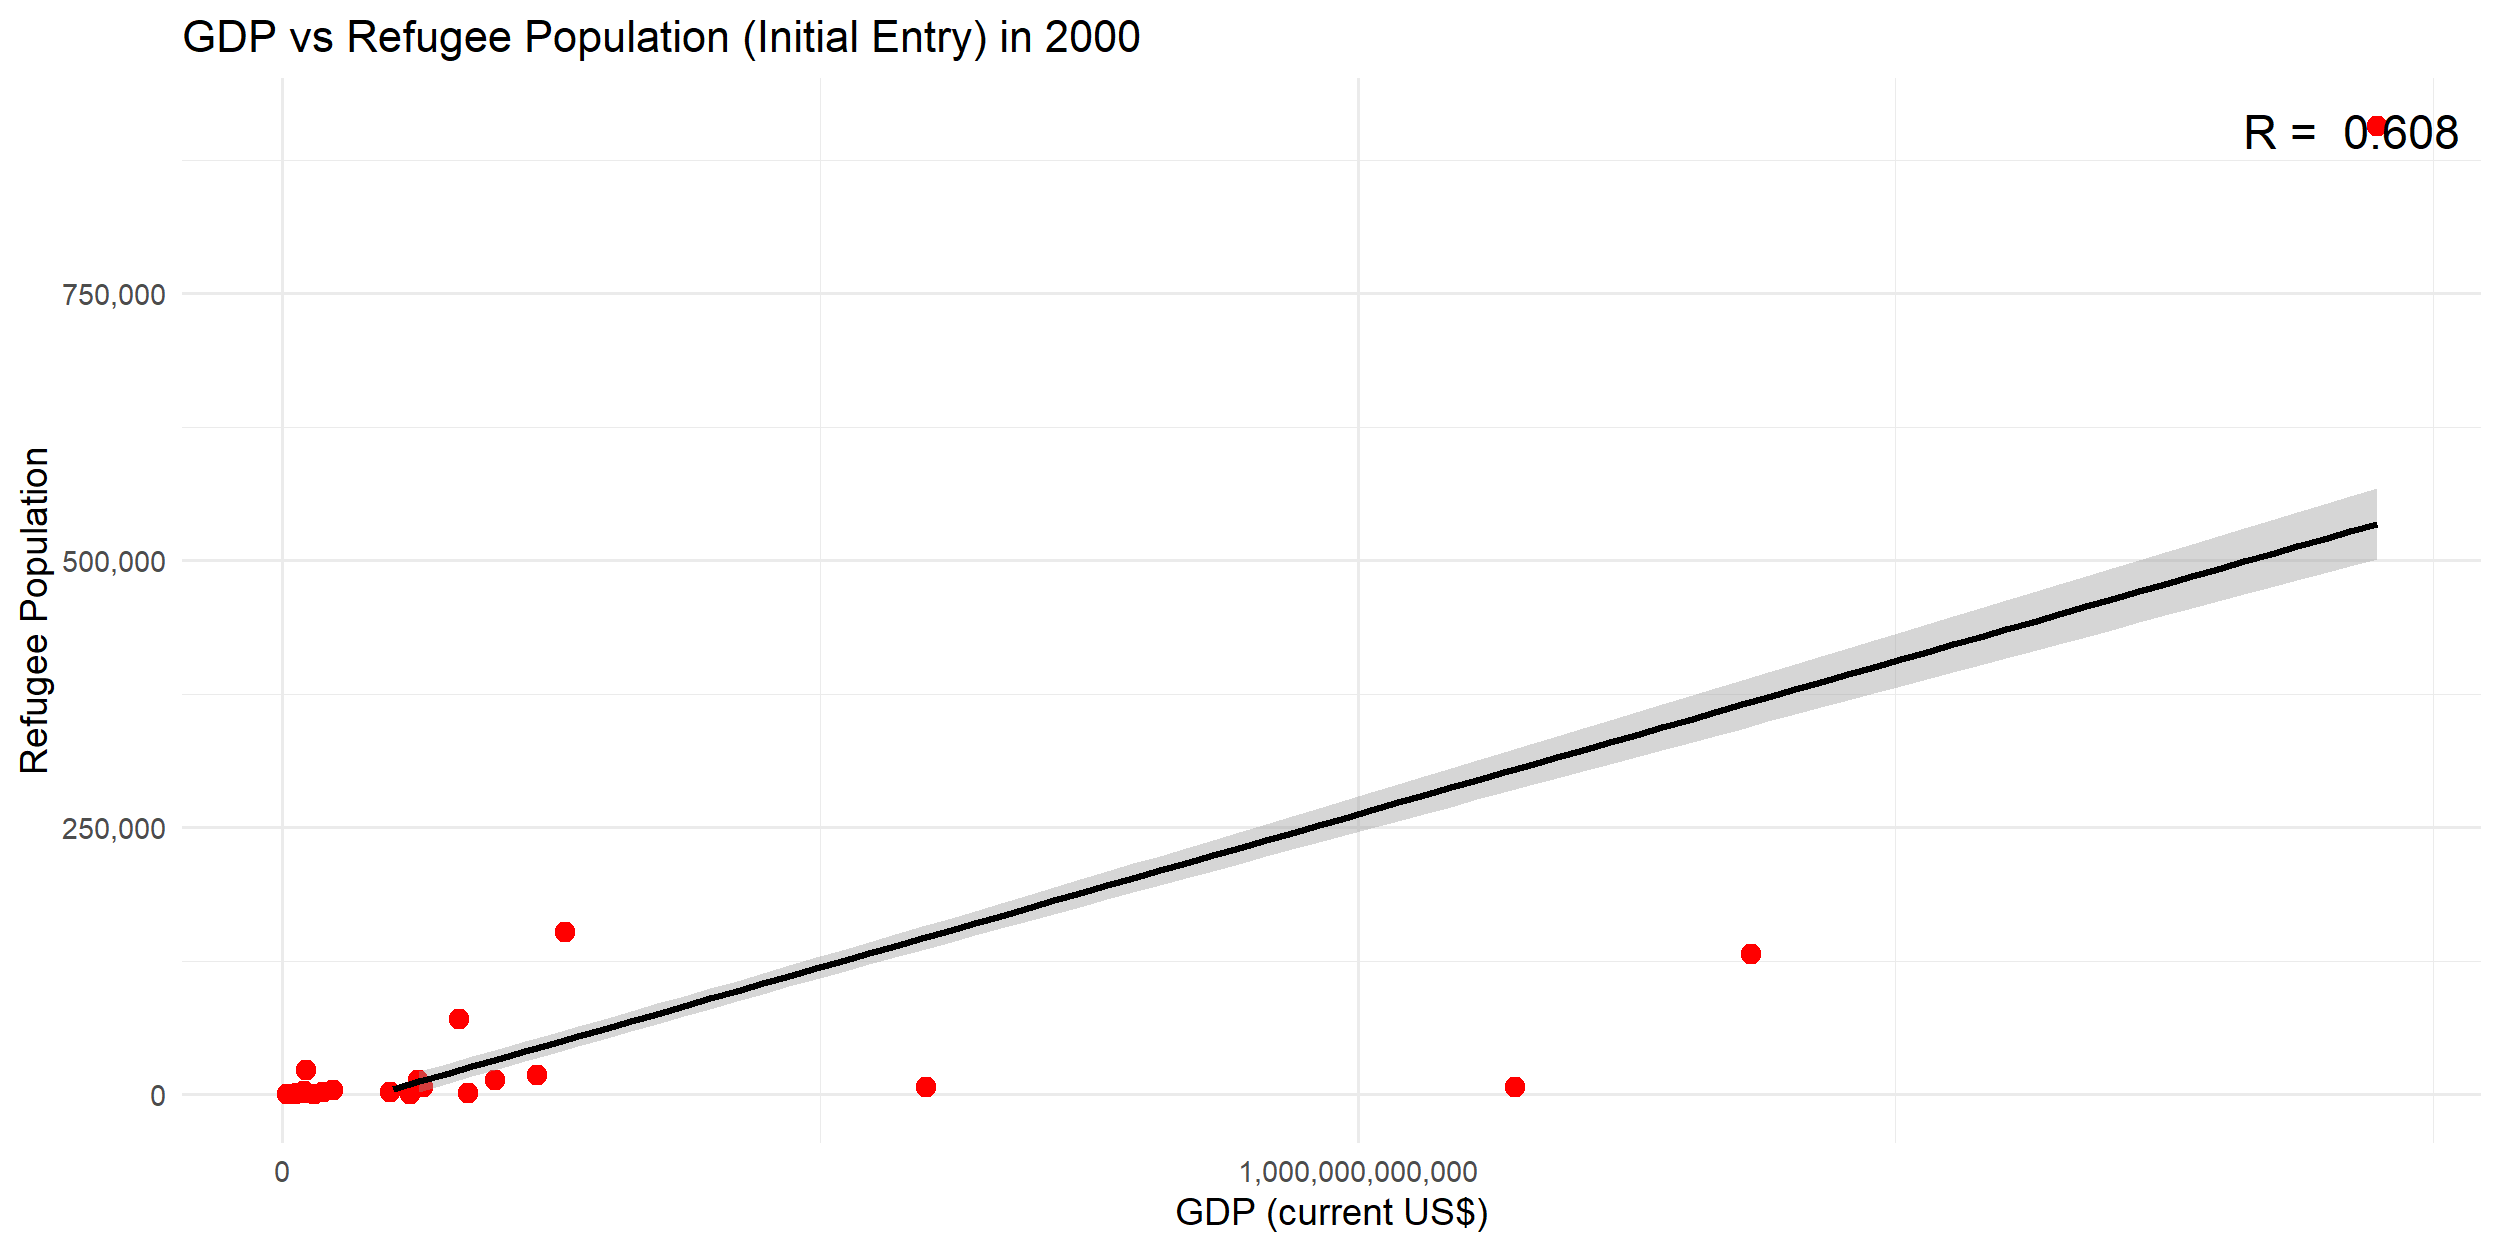 GDP vs Refugee Population (Initial Entry) in 2000
R = 0.608
Refugee Population
750,000
500,000
250,000
0
0
1,000,000,000,000
GDP (current US$)